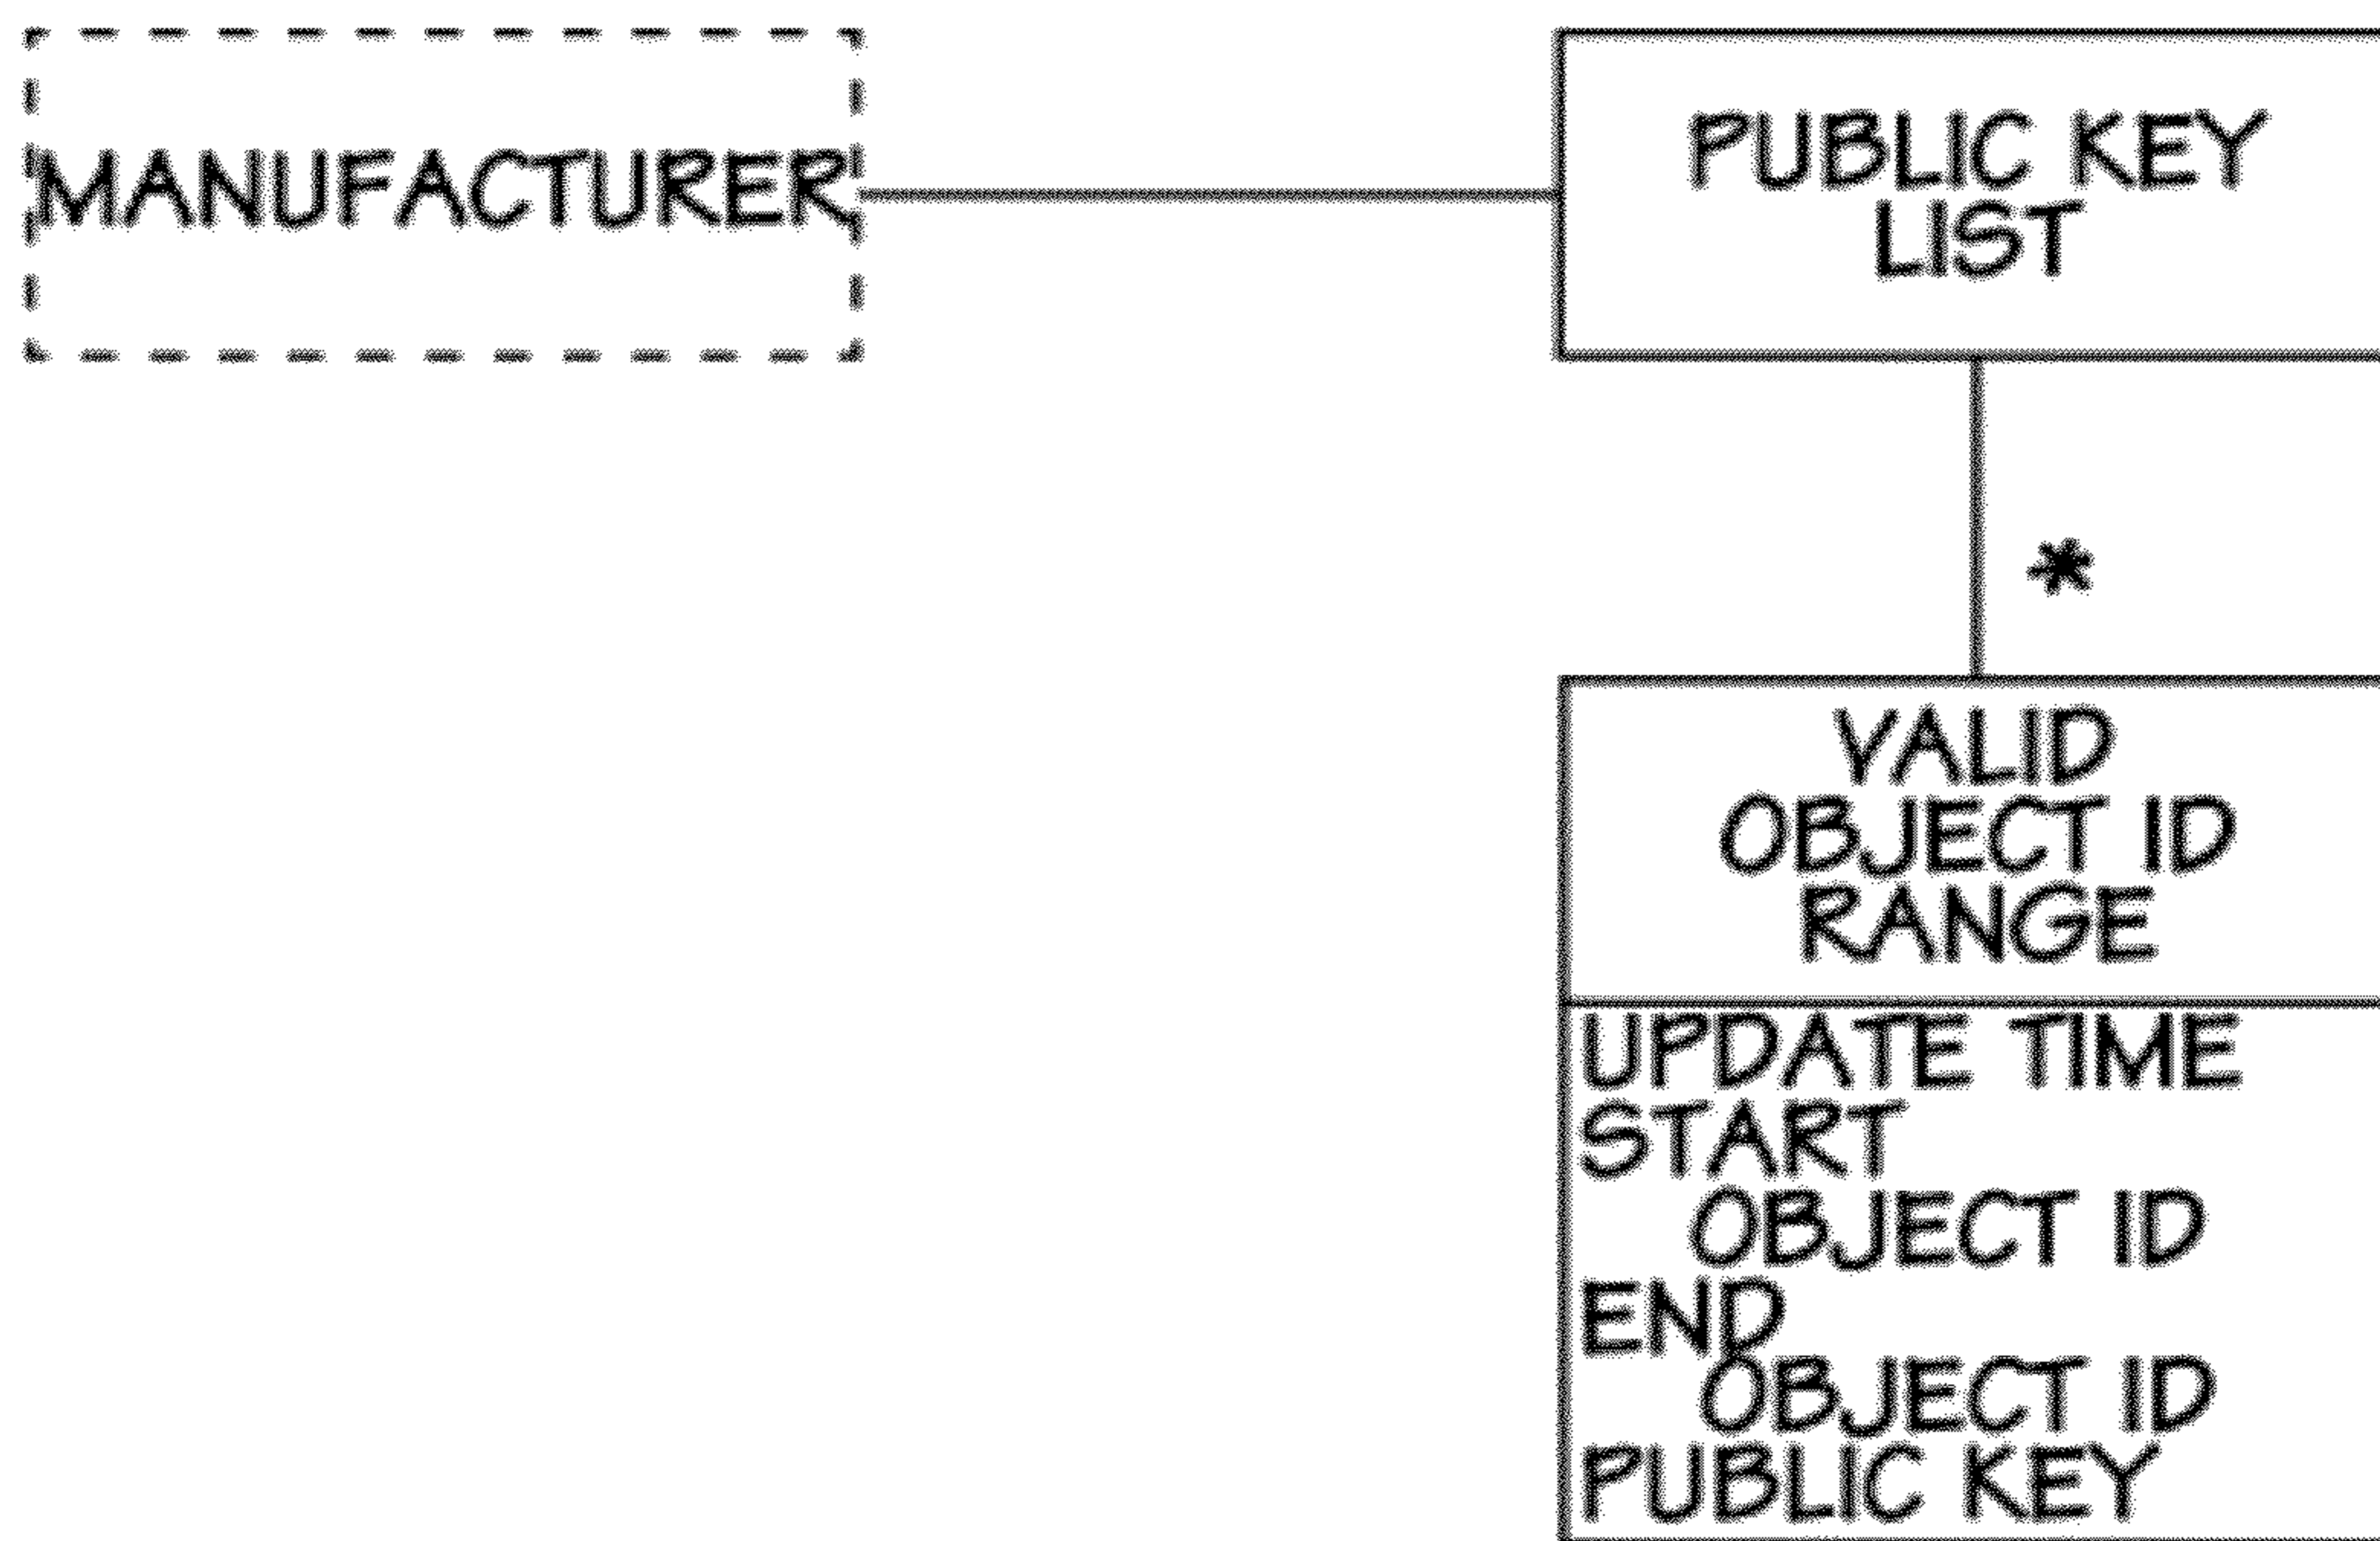 MANUFACTURER
PUBLIC KEY
LIST
*
VALID
OBJECT ID
RANGE
UPDATE TIME
START
OBJECT ID
END
OBJECT ID
PUBLIC KEY